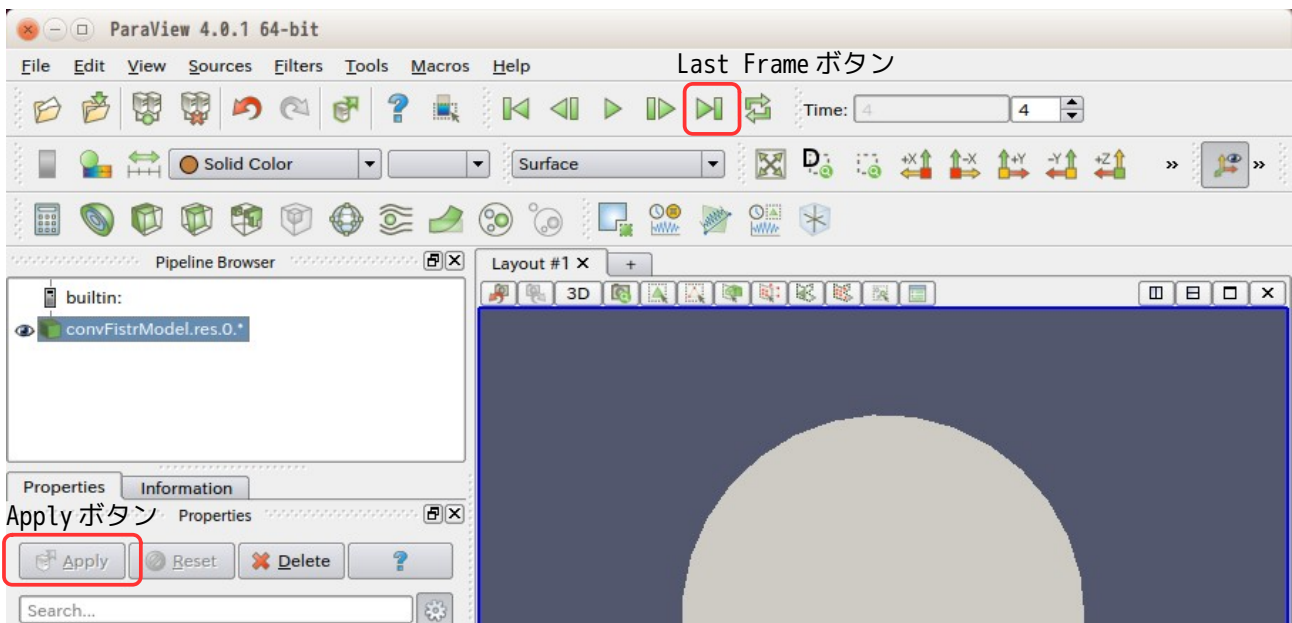 ParaView 4.0.1 64-bit
File Edit View Sources Filters Tools Macros Help
Last Frame ボタン
Time: 4 4
Solid Color Surface +X -X +Y -Y +Z » »
Pipeline Browser
Layout #1 +
builtin:
3D
convFistrModel.res.0.*
Properties Information
Apply ボタン Properties
Apply Reset Delete ?
Search...